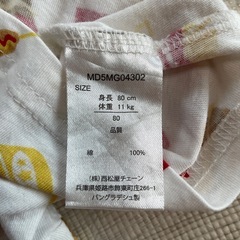 MD5MG04302
SIZE
身長 80 cm
体重 11 kg
80
品質
綿 100%
(株)西松屋チェーン
兵庫県姫路市飾東町庄266-1
バングラデシュ製